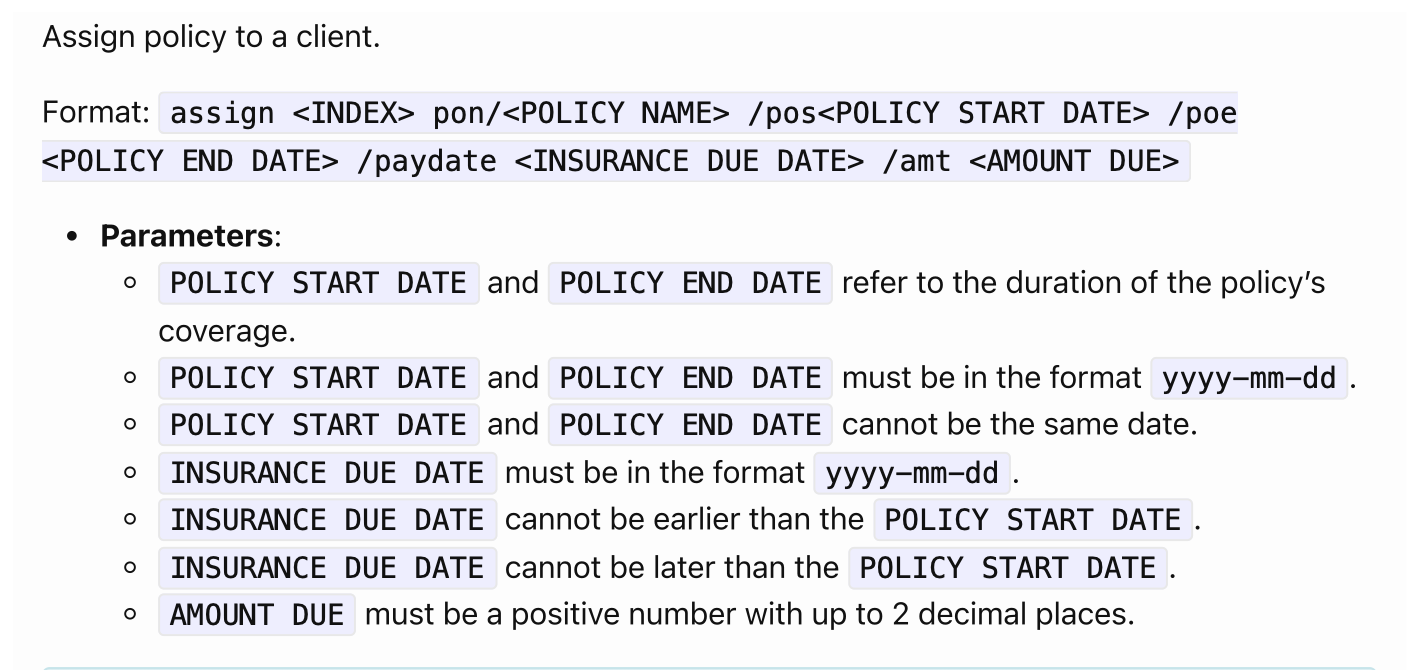 Assign policy to a client.
Format: assign <INDEX> pon/<POLICY NAME> /pos<POLICY START DATE> /poe
<POLICY END DATE> /paydate <INSURANCE DUE DATE> /amt <AMOUNT DUE>
• Parameters:
◦ POLICY START DATE and POLICY END DATE refer to the duration of the policy’s
coverage.
◦ POLICY START DATE and POLICY END DATE must be in the format yyyy-mm-dd.
◦ POLICY START DATE and POLICY END DATE cannot be the same date.
◦ INSURANCE DUE DATE must be in the format yyyy-mm-dd.
◦ INSURANCE DUE DATE cannot be earlier than the POLICY START DATE.
◦ INSURANCE DUE DATE cannot be later than the POLICY START DATE.
◦ AMOUNT DUE must be a positive number with up to 2 decimal places.